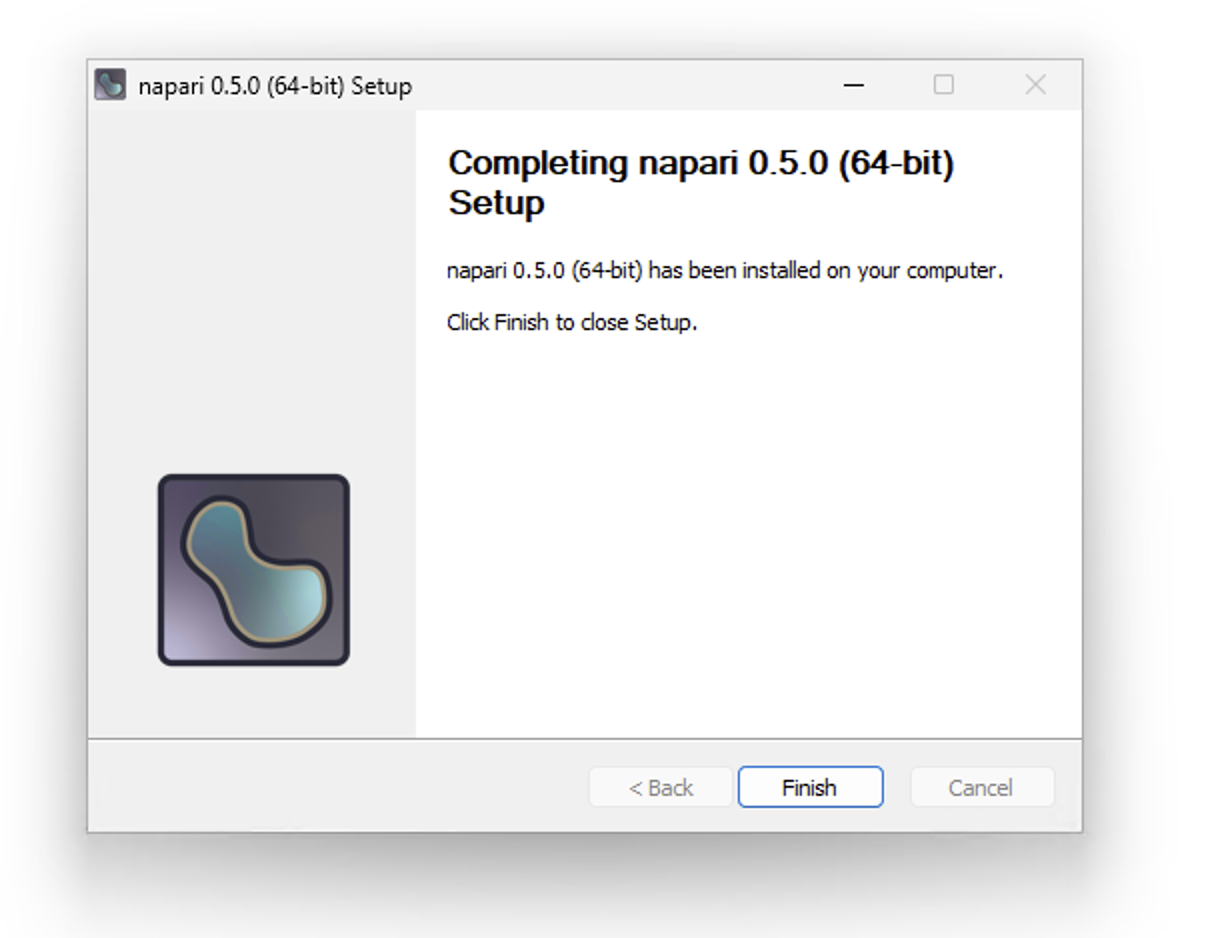 napari 0.5.0 (64-bit) Setup
Completing napari 0.5.0 (64-bit)
Setup
napari 0.5.0 (64-bit) has been installed on your computer.
Click Finish to close Setup.
< Back
Finish
Cancel